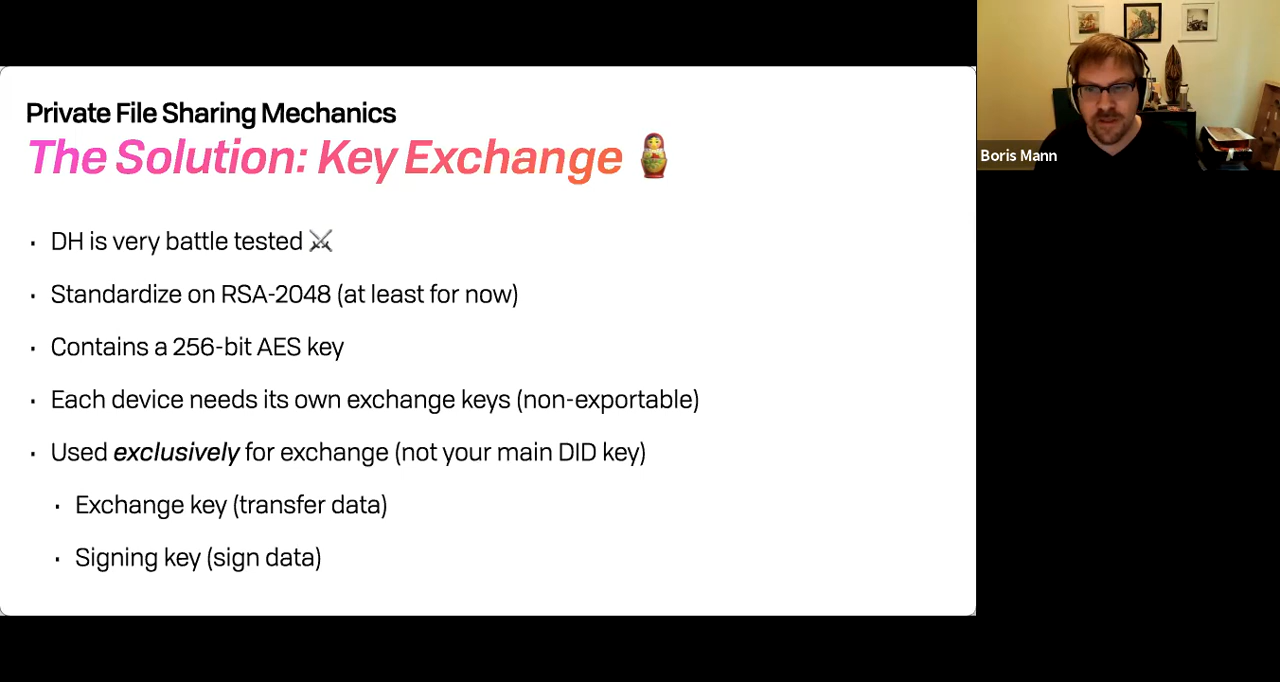 Private File Sharing Mechanics
The Solution: Key Exchange 🪆
· DH is very battle tested ⚔
· Standardize on RSA-2048 (at least for now)
· Contains a 256-bit AES key
· Each device needs its own exchange keys (non-exportable)
· Used exclusively for exchange (not your main DID key)
· Exchange key (transfer data)
· Signing key (sign data)
Boris Mann